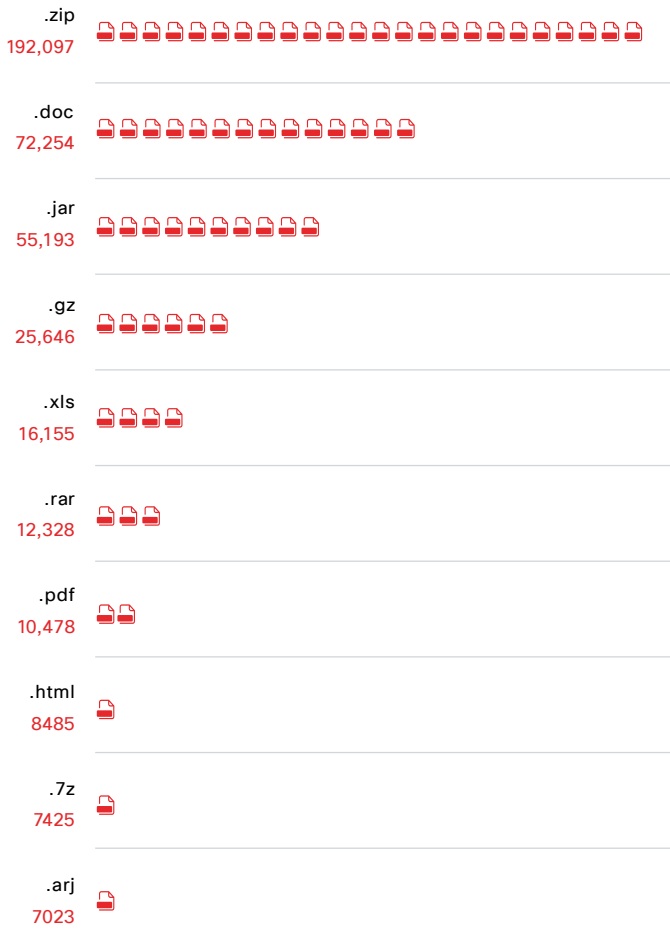 .zip
192,097
.doc
72,254
.jar
55,193
.gz
25,646
.xls
16,155
.rar
12,328
.pdf
10,478
.html
8485
.7z
7425
.arj
7023